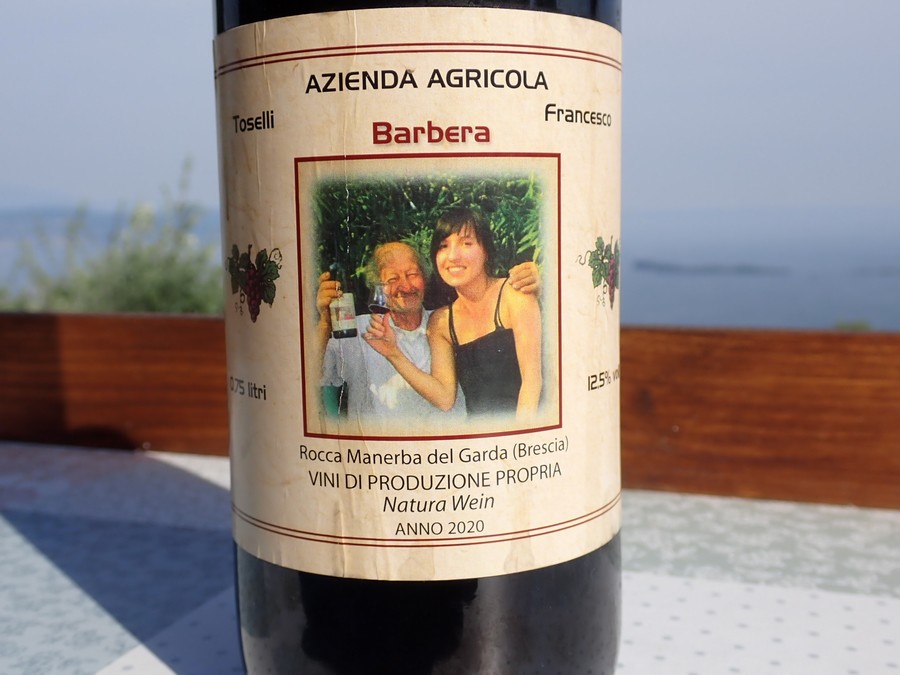 AZIENDA AGRICOLA
Toselli
Francesco
Barbera
0,75 litri
12,5% vol
Rocca Manerba del Garda (Brescia)
VINI DI PRODUZIONE PROPRIA
Natura Wein
ANNO 2020